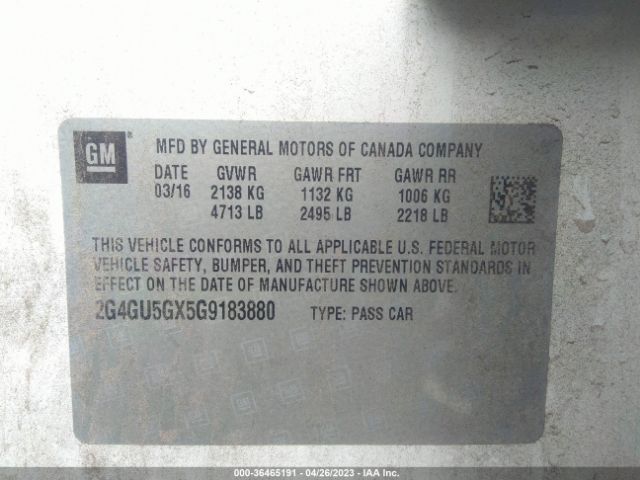 GM
MFD BY GENERAL MOTORS OF CANADA COMPANY
DATE GVWR GAWR FRT GAWR RR
03/16 2138 KG 1132 KG 1006 KG
4713 LB 2495 LB 2218 LB
THIS VEHICLE CONFORMS TO ALL APPLICABLE U.S. FEDERAL MOTOR
VEHICLE SAFETY, BUMPER, AND THEFT PREVENTION STANDARDS IN
EFFECT ON THE DATE OF MANUFACTURE SHOWN ABOVE.
2G4GU5GX5G9183880 TYPE: PASS CAR
000-36465191 - 04/26/2023 - IAA Inc.